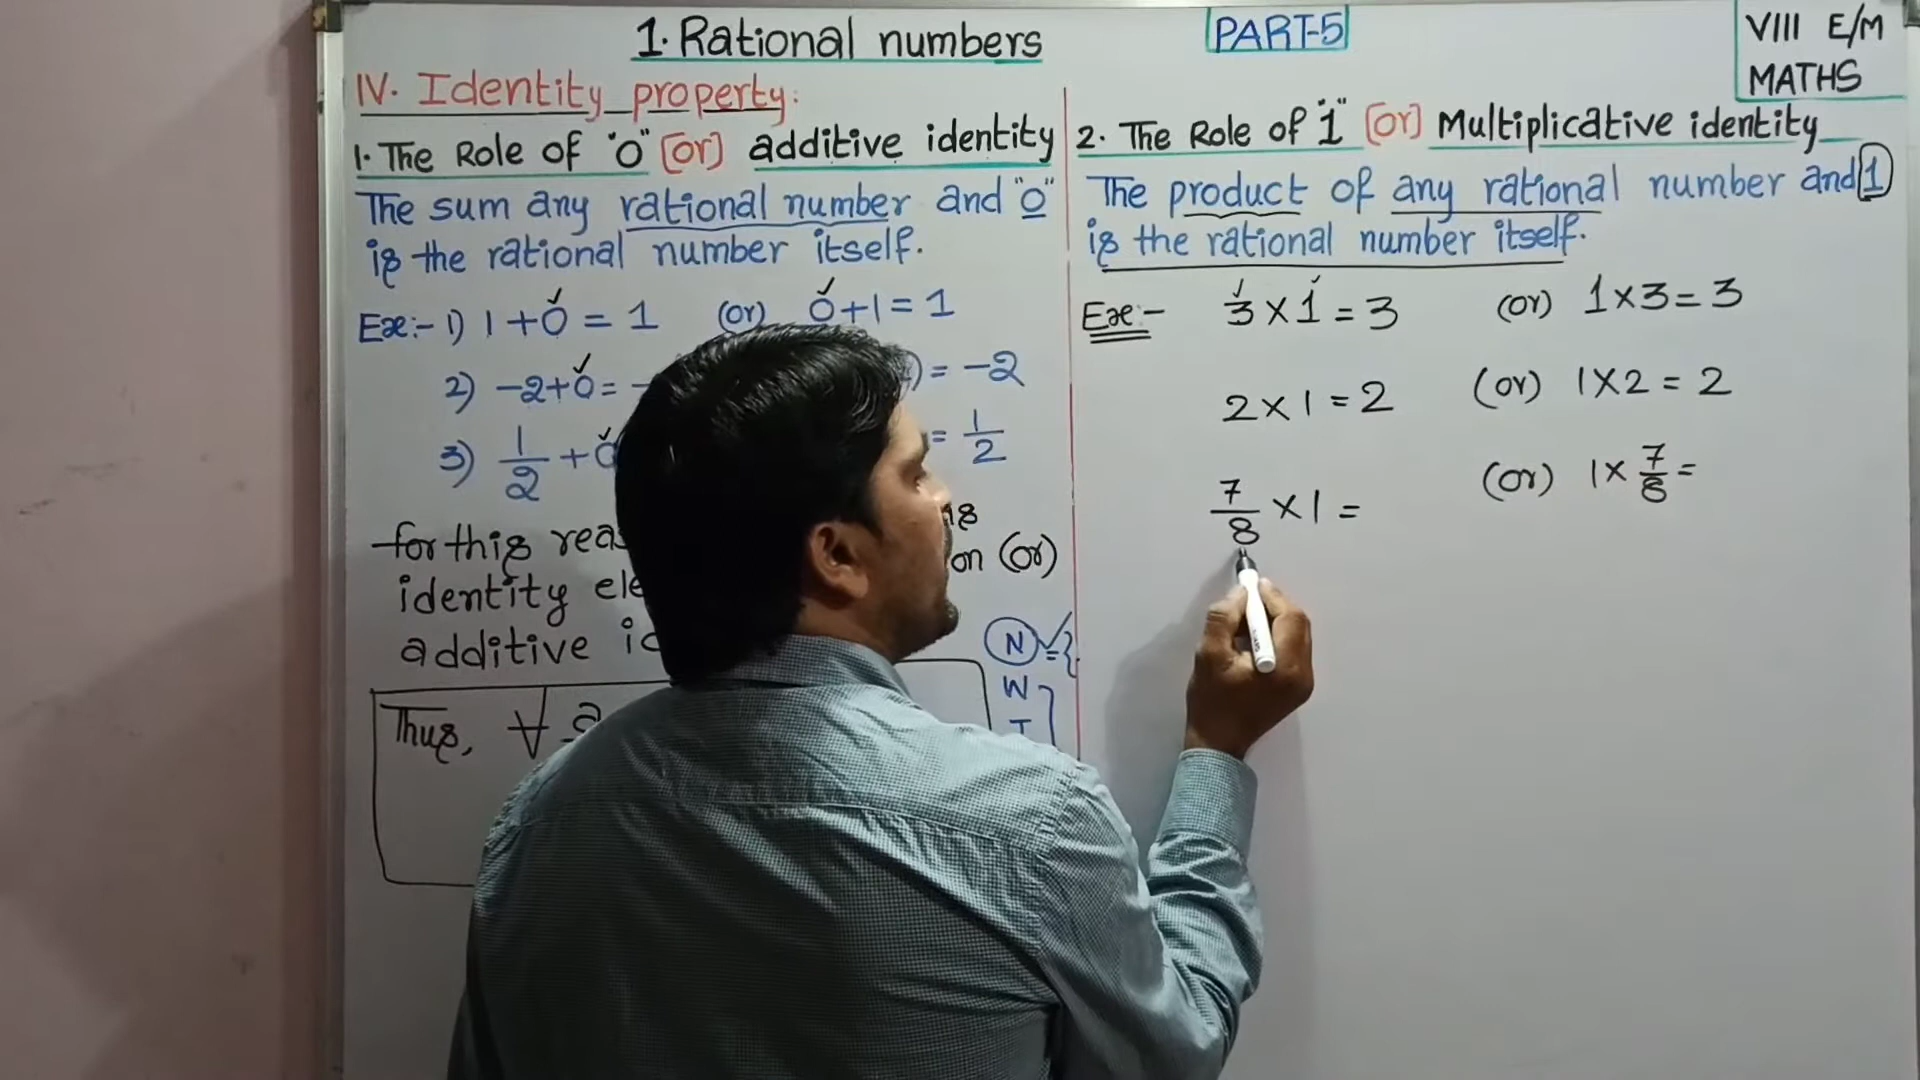 1. Rational numbers
PART-5
VIII E/M
MATHS
IV. Identity property:
1. The Role of "0" [or] additive identity
The sum any rational number and "0"
is the rational number itself.
Ex:- 1) 1 + 0 = 1 (or) 0 + 1 = 1
2) -2 + 0 = - ) = -2
3) 1/2 + 0 = 1/2
for this
identity
additive
on (or)
Thus, ∀
N = {
W
I
2. The Role of "1" [or] Multiplicative identity
The product of any rational number and 1
is the rational number itself.
Ex:- 3 × 1 = 3 (or) 1 × 3 = 3
2 × 1 = 2 (or) 1 × 2 = 2
7/8 × 1 = (or) 1 × 7/8 =